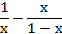 1/x - x/(1-x)